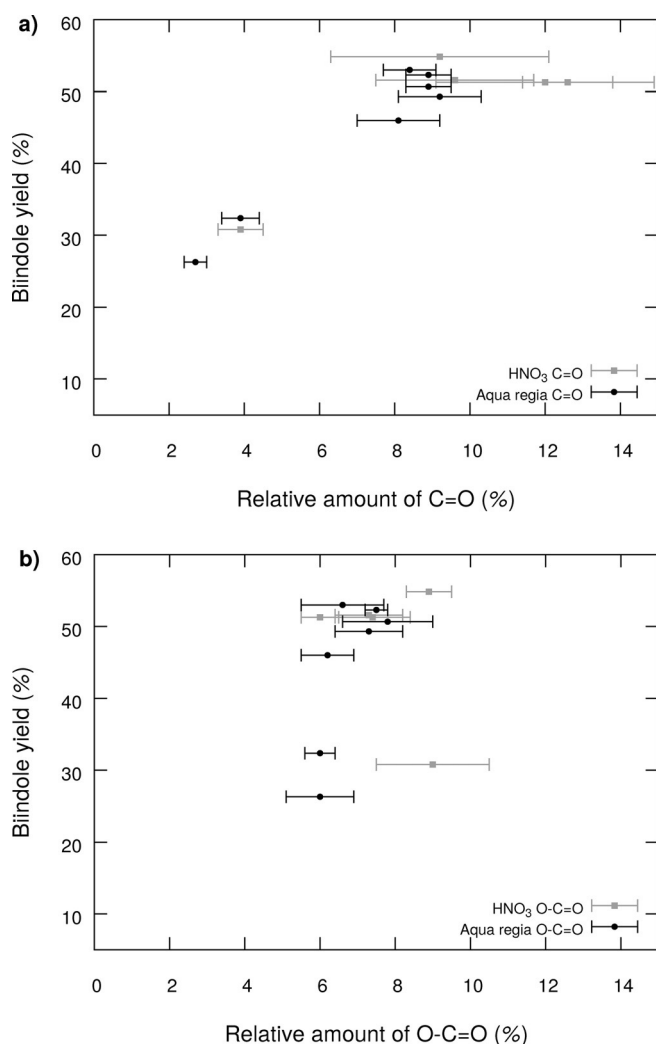 a)
60
50
40
30
20
10
Biindole yield (%)
HNO₃ C=O
Aqua regia C=O
0 2 4 6 8 10 12 14
Relative amount of C=O (%)
b)
60
50
40
30
20
10
Biindole yield (%)
HNO₃ O-C=O
Aqua regia O-C=O
0 2 4 6 8 10 12 14
Relative amount of O-C=O (%)